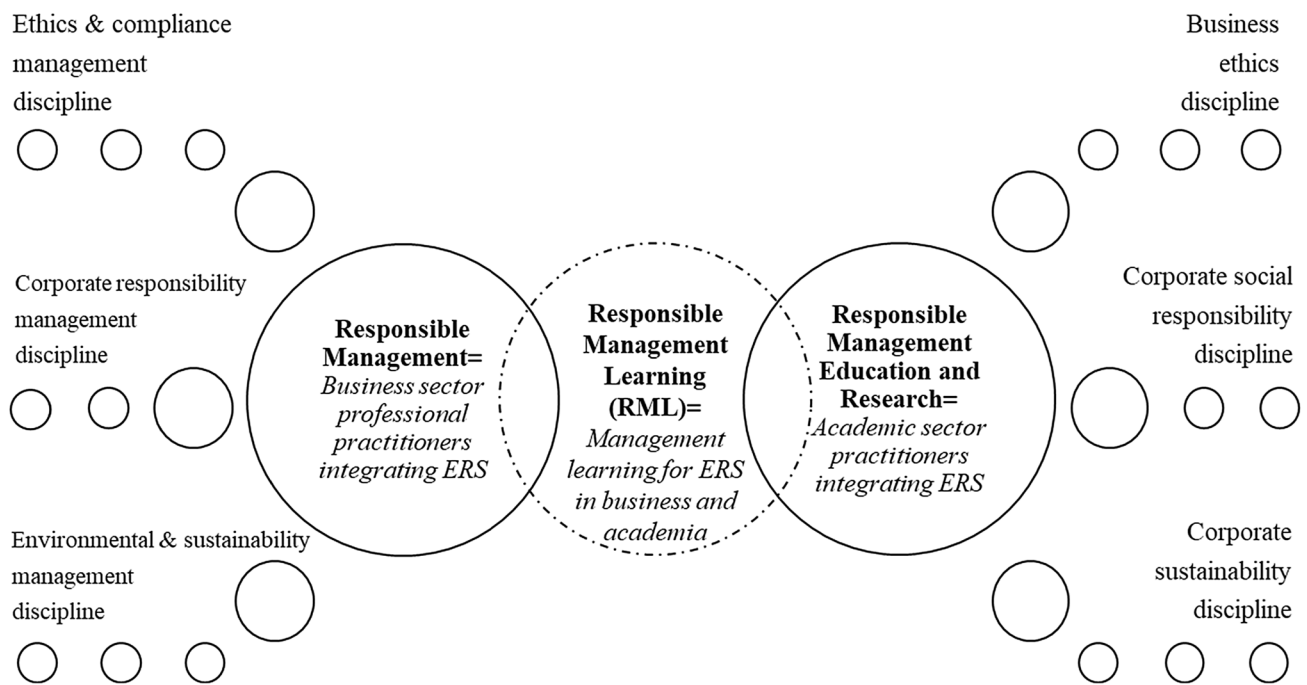 Ethics & compliance
management
discipline
Business
ethics
discipline
Corporate responsibility
management
discipline
Corporate social
responsibility
discipline
Responsible
Management=
Business sector
professional
practitioners
integrating ERS
Responsible
Management
Learning
(RML)=
Management
learning for ERS
in business and
academia
Responsible
Management
Education and
Research=
Academic sector
practitioners
integrating ERS
Environmental & sustainability
management
discipline
Corporate
sustainability
discipline